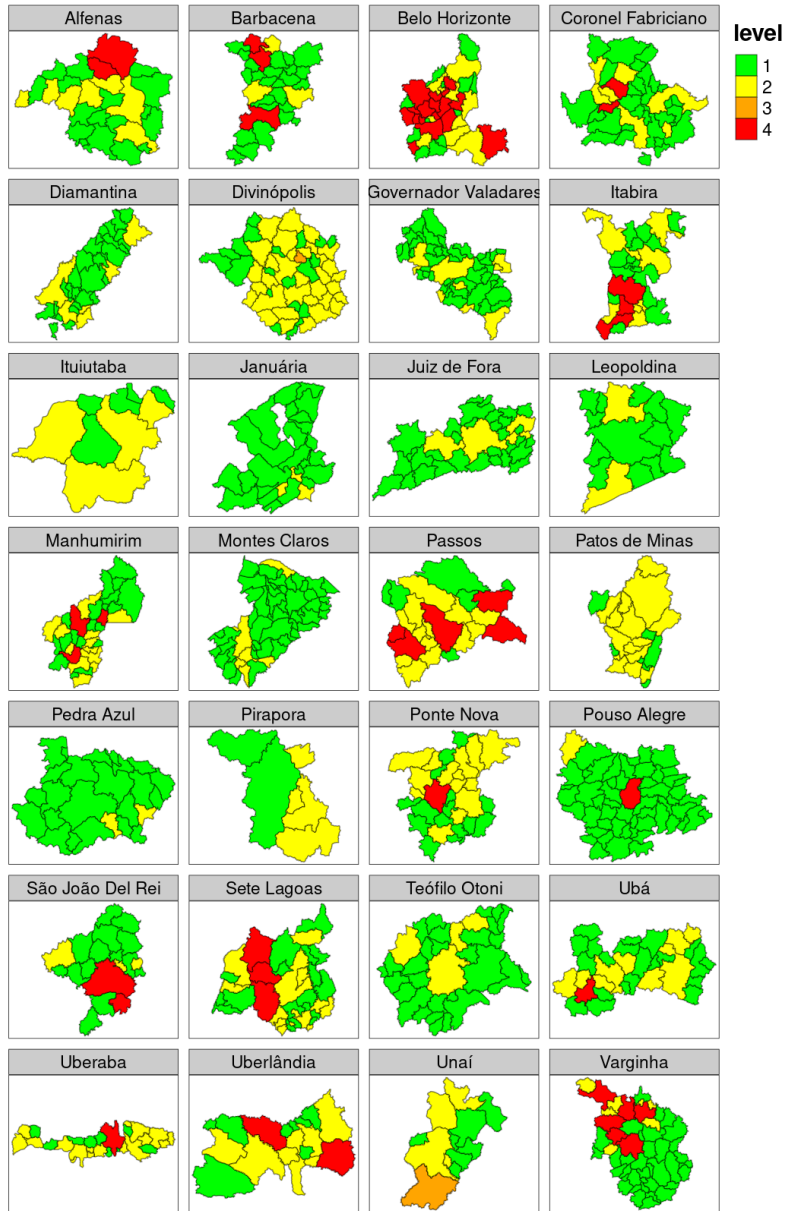 Alfenas
Barbacena
Belo Horizonte
Coronel Fabriciano
level
1
2
3
4
Diamantina
Divinópolis
Governador Valadares
Itabira
Ituiutaba
Januária
Juiz de Fora
Leopoldina
Manhumirim
Montes Claros
Passos
Patos de Minas
Pedra Azul
Pirapora
Ponte Nova
Pouso Alegre
São João Del Rei
Sete Lagoas
Teófilo Otoni
Ubá
Uberaba
Uberlândia
Unaí
Varginha